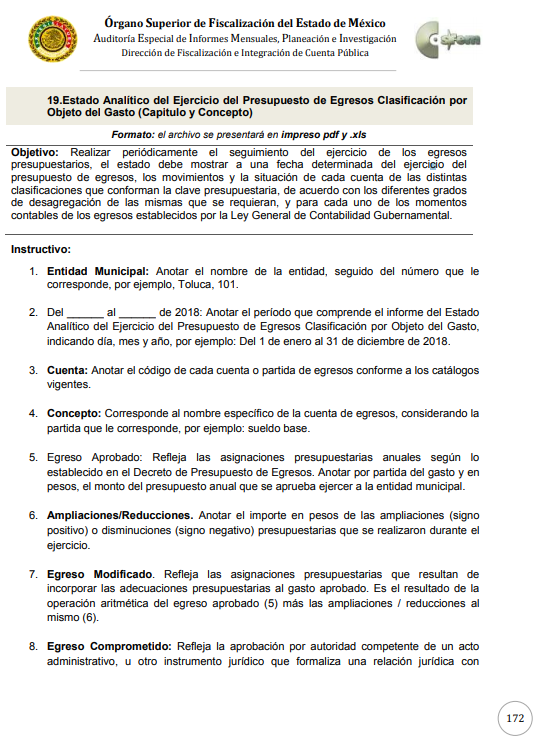 Órgano Superior de Fiscalización del Estado de México
Auditoría Especial de Informes Mensuales, Planeación e Investigación
Dirección de Fiscalización e Integración de Cuenta Pública
osfem
19.Estado Analítico del Ejercicio del Presupuesto de Egresos Clasificación por
Objeto del Gasto (Capitulo y Concepto)
Formato: el archivo se presentará en impreso pdf y .xls
Objetivo: Realizar periódicamente el seguimiento del ejercicio de los egresos
presupuestarios, el estado debe mostrar a una fecha determinada del ejercicio del
presupuesto de egresos, los movimientos y la situación de cada cuenta de las distintas
clasificaciones que conforman la clave presupuestaria, de acuerdo con los diferentes grados
de desagregación de las mismas que se requieran, y para cada uno de los momentos
contables de los egresos establecidos por la Ley General de Contabilidad Gubernamental.
Instructivo:
1. Entidad Municipal: Anotar el nombre de la entidad, seguido del número que le
corresponde, por ejemplo, Toluca, 101.
2. Del ______ al ______ de 2018: Anotar el período que comprende el informe del Estado
Analítico del Ejercicio del Presupuesto de Egresos Clasificación por Objeto del Gasto,
indicando día, mes y año, por ejemplo: Del 1 de enero al 31 de diciembre de 2018.
3. Cuenta: Anotar el código de cada cuenta o partida de egresos conforme a los catálogos
vigentes.
4. Concepto: Corresponde al nombre específico de la cuenta de egresos, considerando la
partida que le corresponde, por ejemplo: sueldo base.
5. Egreso Aprobado: Refleja las asignaciones presupuestarias anuales según lo
establecido en el Decreto de Presupuesto de Egresos. Anotar por partida del gasto y en
pesos, el monto del presupuesto anual que se aprueba ejercer a la entidad municipal.
6. Ampliaciones/Reducciones. Anotar el importe en pesos de las ampliaciones (signo
positivo) o disminuciones (signo negativo) presupuestarias que se realizaron durante el
ejercicio.
7. Egreso Modificado. Refleja las asignaciones presupuestarias que resultan de
incorporar las adecuaciones presupuestarias al gasto aprobado. Es el resultado de la
operación aritmética del egreso aprobado (5) más las ampliaciones / reducciones al
mismo (6).
8. Egreso Comprometido: Refleja la aprobación por autoridad competente de un acto
administrativo, u otro instrumento jurídico que formaliza una relación jurídica con
172